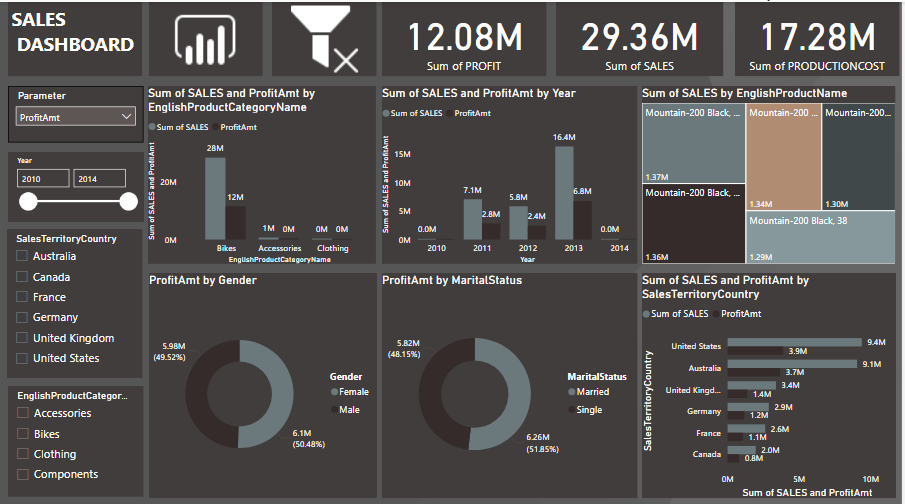 SALES
DASHBOARD
12.08M
Sum of PROFIT
29.36M
Sum of SALES
17.28M
Sum of PRODUCTIONCOST
Parameter
ProfitAmt
Year
2010
2014
SalesTerritoryCountry
Australia
Canada
France
Germany
United Kingdom
United States
EnglishProductCategor...
Accessories
Bikes
Clothing
Components
Sum of SALES and ProfitAmt by
EnglishProductCategoryName
Sum of SALES ProfitAmt
Sum of SALES and ProfitAmt
20M
0M
28M
12M
1M
0M
0M
0M
Bikes
Accessories
Clothing
EnglishProductCategoryName
Sum of SALES and ProfitAmt by Year
Sum of SALES ProfitAmt
Sum of SALES and ProfitAmt
15M
10M
5M
0M
0.0M
7.1M
2.8M
5.8M
2.4M
16.4M
6.8M
0.0M
2010
2011
2012
2013
2014
Year
Sum of SALES by EnglishProductName
Mountain-200 Black, ...
1.37M
Mountain-200 Black, ...
1.36M
Mountain-200 ...
1.34M
Mountain-200...
1.30M
Mountain-200 Black, 38
1.29M
ProfitAmt by Gender
5.98M
(49.52%)
6.1M
(50.48%)
Gender
Female
Male
ProfitAmt by MaritalStatus
5.82M
(48.15%)
6.26M
(51.85%)
MaritalStatus
Married
Single
Sum of SALES and ProfitAmt by
SalesTerritoryCountry
Sum of SALES ProfitAmt
SalesTerritoryCountry
United States
9.4M
3.9M
Australia
9.1M
3.7M
United Kingd...
3.4M
1.4M
Germany
2.9M
1.2M
France
2.6M
1.1M
Canada
2.0M
0.8M
0M
5M
10M
Sum of SALES and ProfitAmt